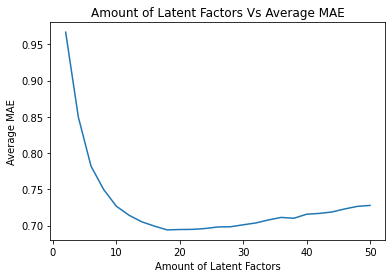 Amount of Latent Factors Vs Average MAE
0.95
0.90
0.85
0.80
0.75
0.70
Average MAE
0 10 20 30 40 50
Amount of Latent Factors